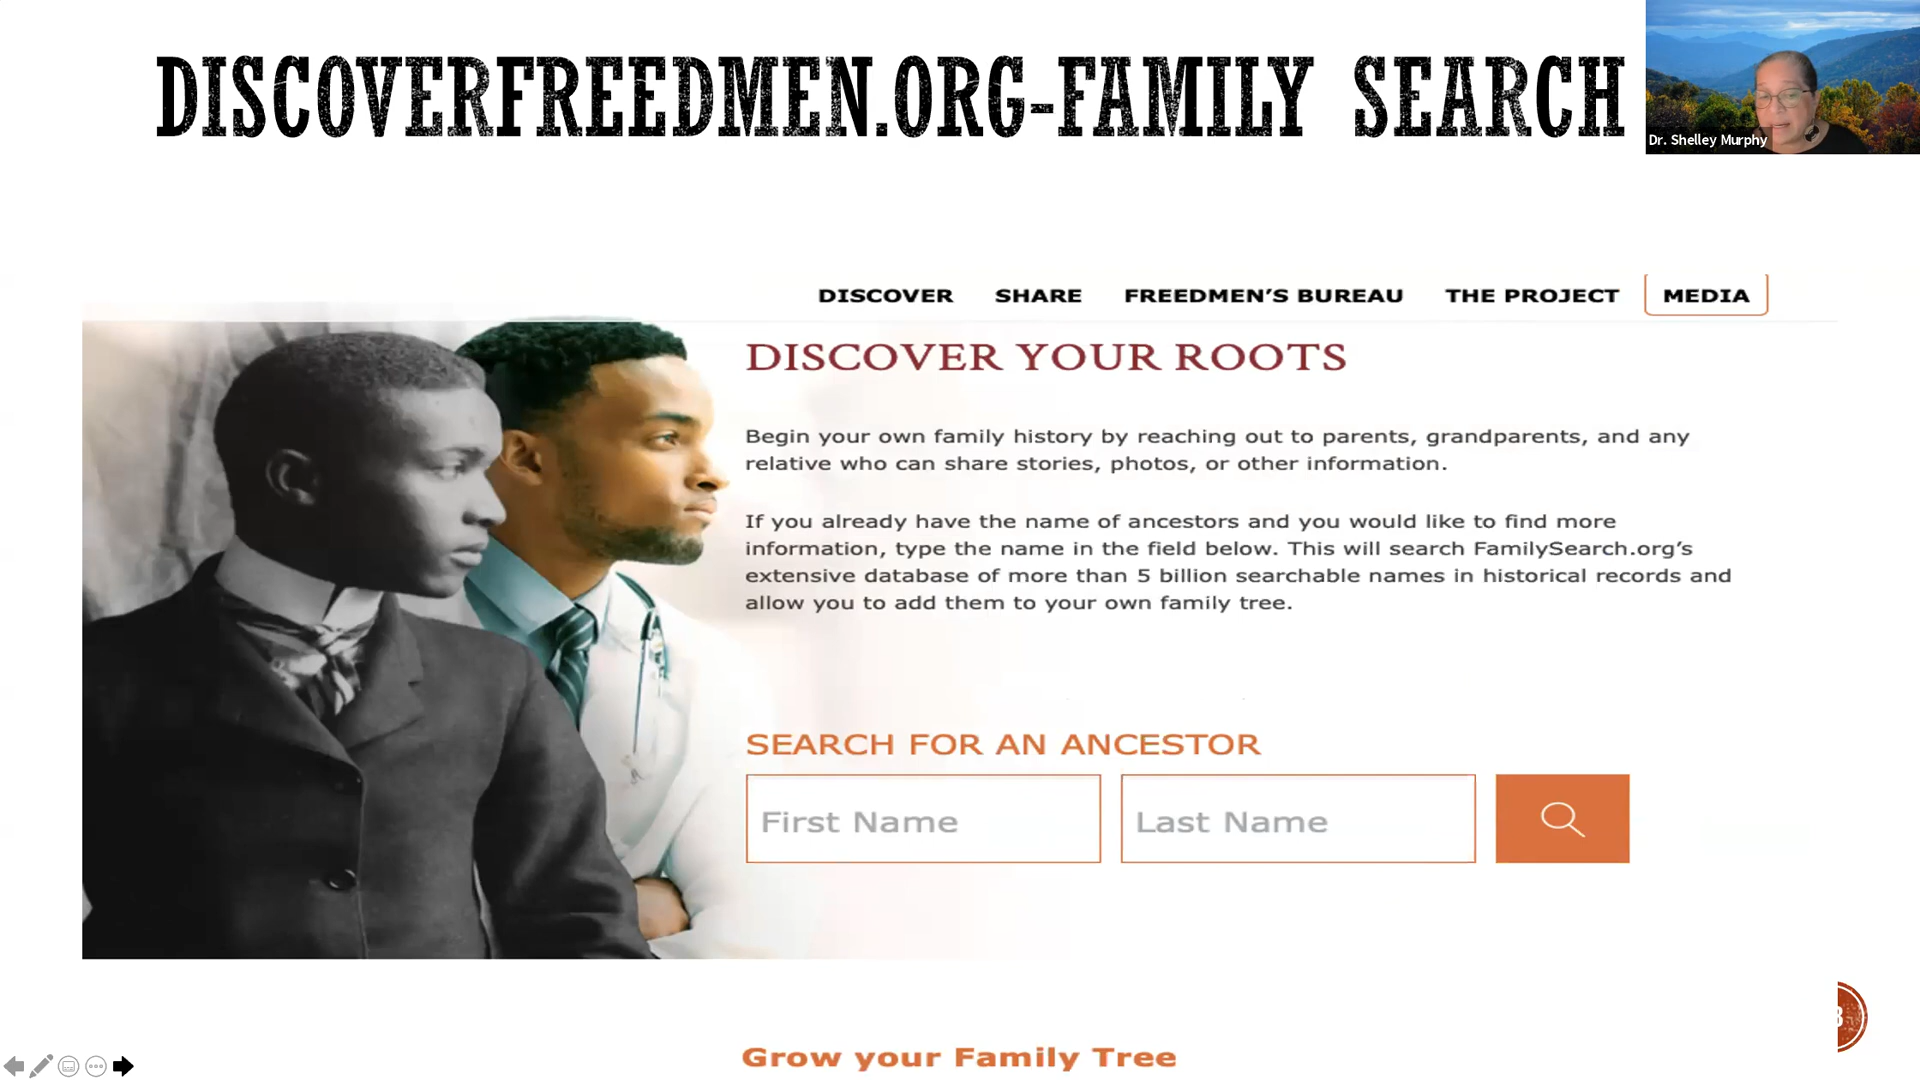 DISCOVERFREEDMEN.ORG-FAMILY SEARCH
Dr. Shelley Murphy
DISCOVER SHARE FREEDMEN’S BUREAU THE PROJECT MEDIA
DISCOVER YOUR ROOTS
Begin your own family history by reaching out to parents, grandparents, and any
relative who can share stories, photos, or other information.
If you already have the name of ancestors and you would like to find more
information, type the name in the field below. This will search FamilySearch.org’s
extensive database of more than 5 billion searchable names in historical records and
allow you to add them to your own family tree.
SEARCH FOR AN ANCESTOR
First Name Last Name
Grow your Family Tree